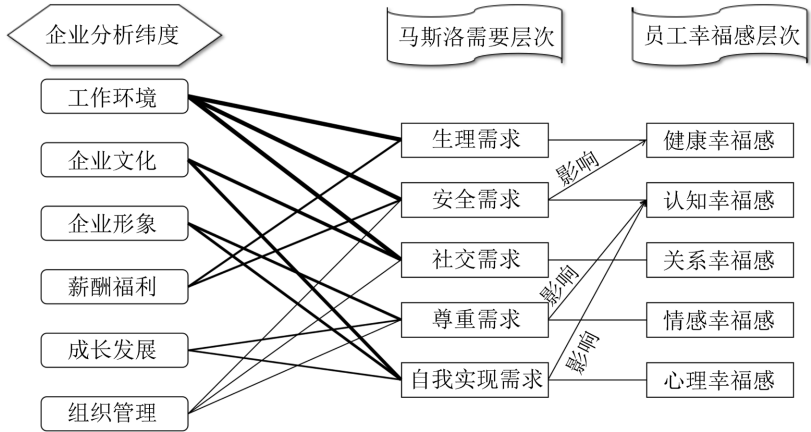 企业分析纬度
马斯洛需要层次
员工幸福感层次
工作环境
企业文化
企业形象
薪酬福利
成长发展
组织管理
生理需求
安全需求
社交需求
尊重需求
自我实现需求
影响
影响
影响
健康幸福感
认知幸福感
关系幸福感
情感幸福感
心理幸福感